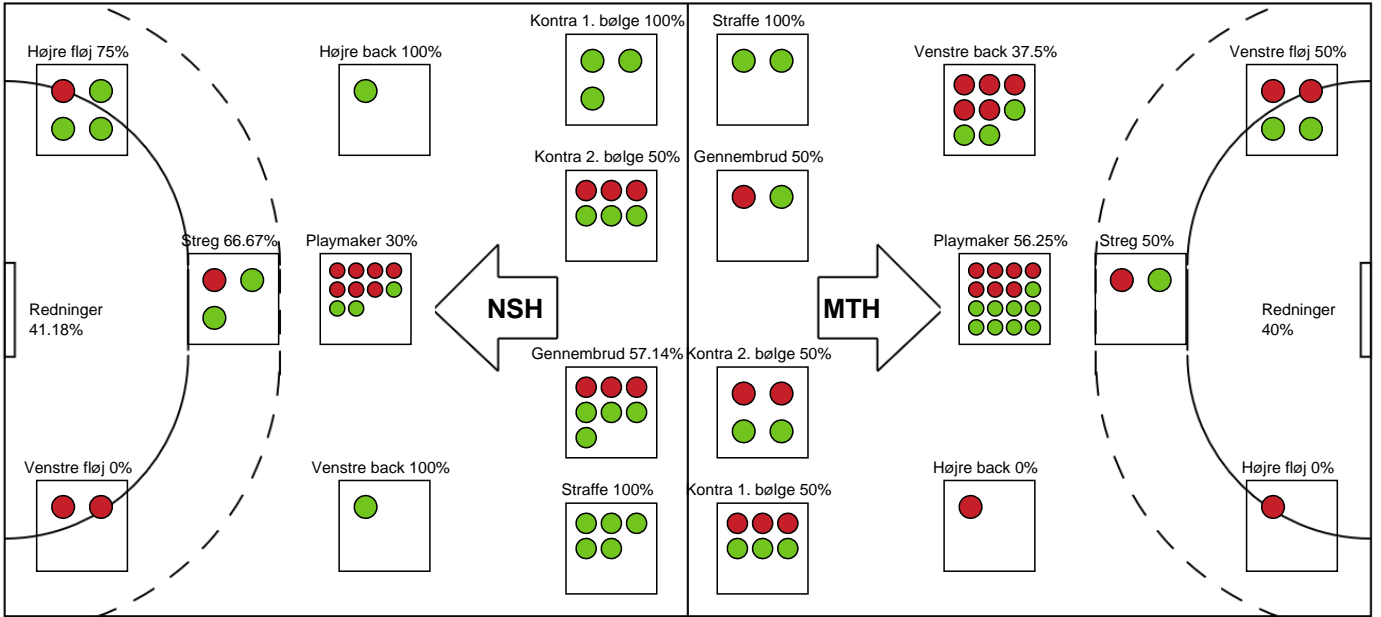 Kontra 1. bølge 100%
Straffe 100%
Højre fløj 75%
Højre back 100%
Venstre back 37.5%
Venstre fløj 50%
Kontra 2. bølge 50%
Gennembrud 50%
Streg 66.67%
Playmaker 30%
Playmaker 56.25%
Streg 50%
Redninger
41.18%
NSH
MTH
Redninger
40%
Gennembrud 57.14%
Kontra 2. bølge 50%
Venstre fløj 0%
Venstre back 100%
Højre back 0%
Højre fløj 0%
Straffe 100%
Kontra 1. bølge 50%